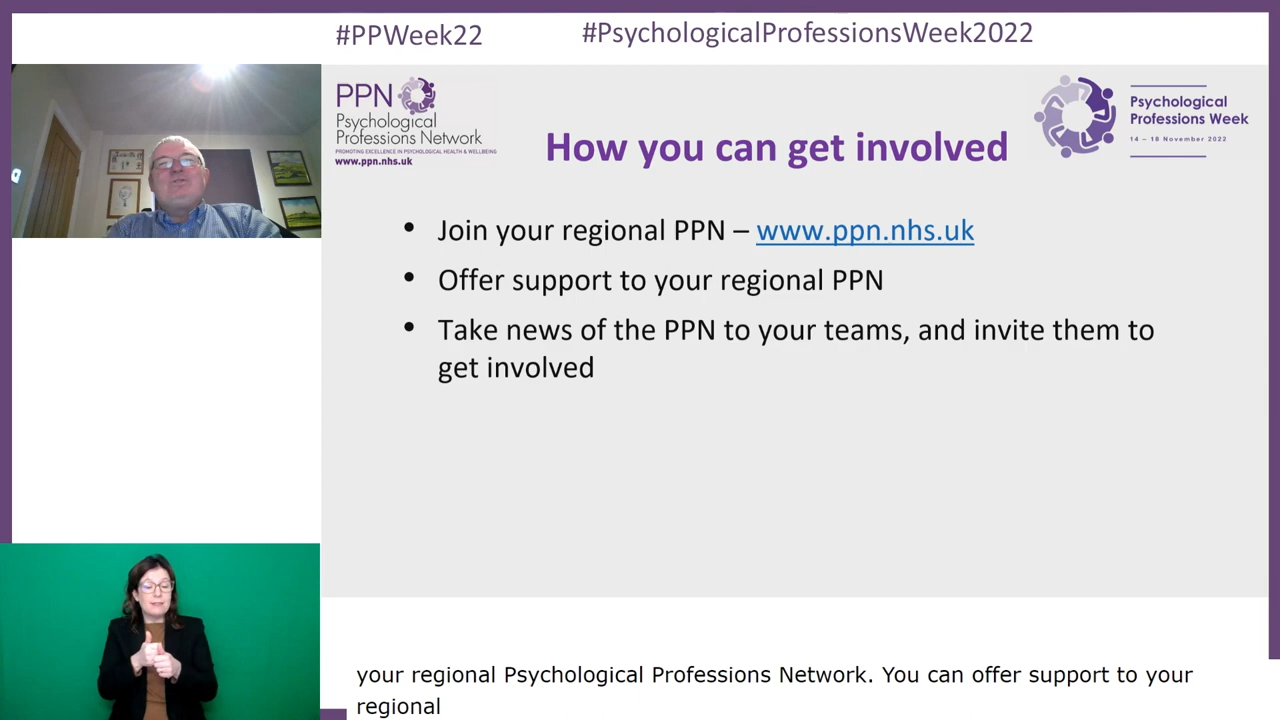 #PPWeek22
#PsychologicalProfessionsWeek2022
PPN
Psychological
Professions Network
PROMOTING EXCELLENCE IN PSYCHOLOGICAL HEALTH & WELLBEING
www.ppn.nhs.uk
How you can get involved
Psychological
Professions Week
14 – 18 November 2022
• Join your regional PPN – www.ppn.nhs.uk
• Offer support to your regional PPN
• Take news of the PPN to your teams, and invite them to
get involved
your regional Psychological Professions Network. You can offer support to your
regional